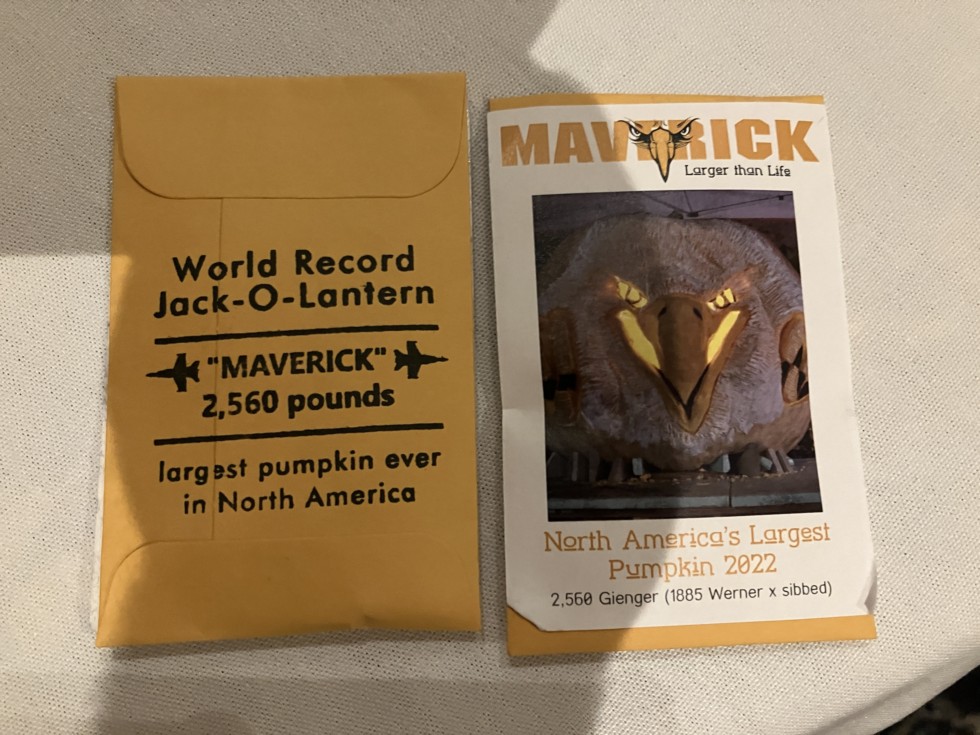 World Record
Jack-O-Lantern
"MAVERICK"
2,560 pounds
largest pumpkin ever
in North America
MAVERICK
Larger than Life
North America's Largest
Pumpkin 2022
2,560 Gienger (1885 Werner x sibbed)